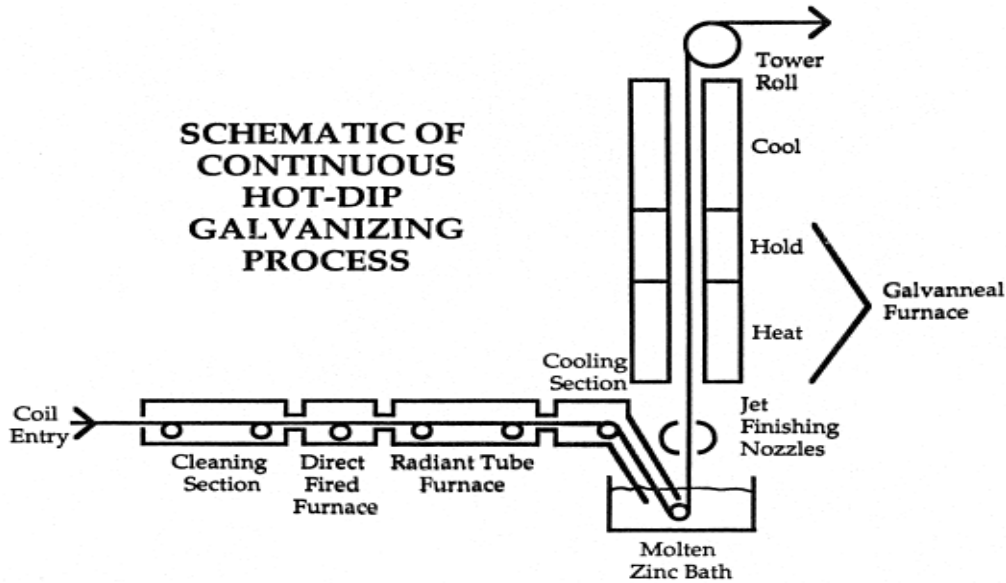 SCHEMATIC OF
CONTINUOUS
HOT-DIP
GALVANIZING
PROCESS
Tower
Roll
Cool
Hold
Heat
Galvanneal
Furnace
Cooling
Section
Jet
Finishing
Nozzles
Coil
Entry
Cleaning
Section
Direct
Fired
Furnace
Radiant Tube
Furnace
Molten
Zinc Bath